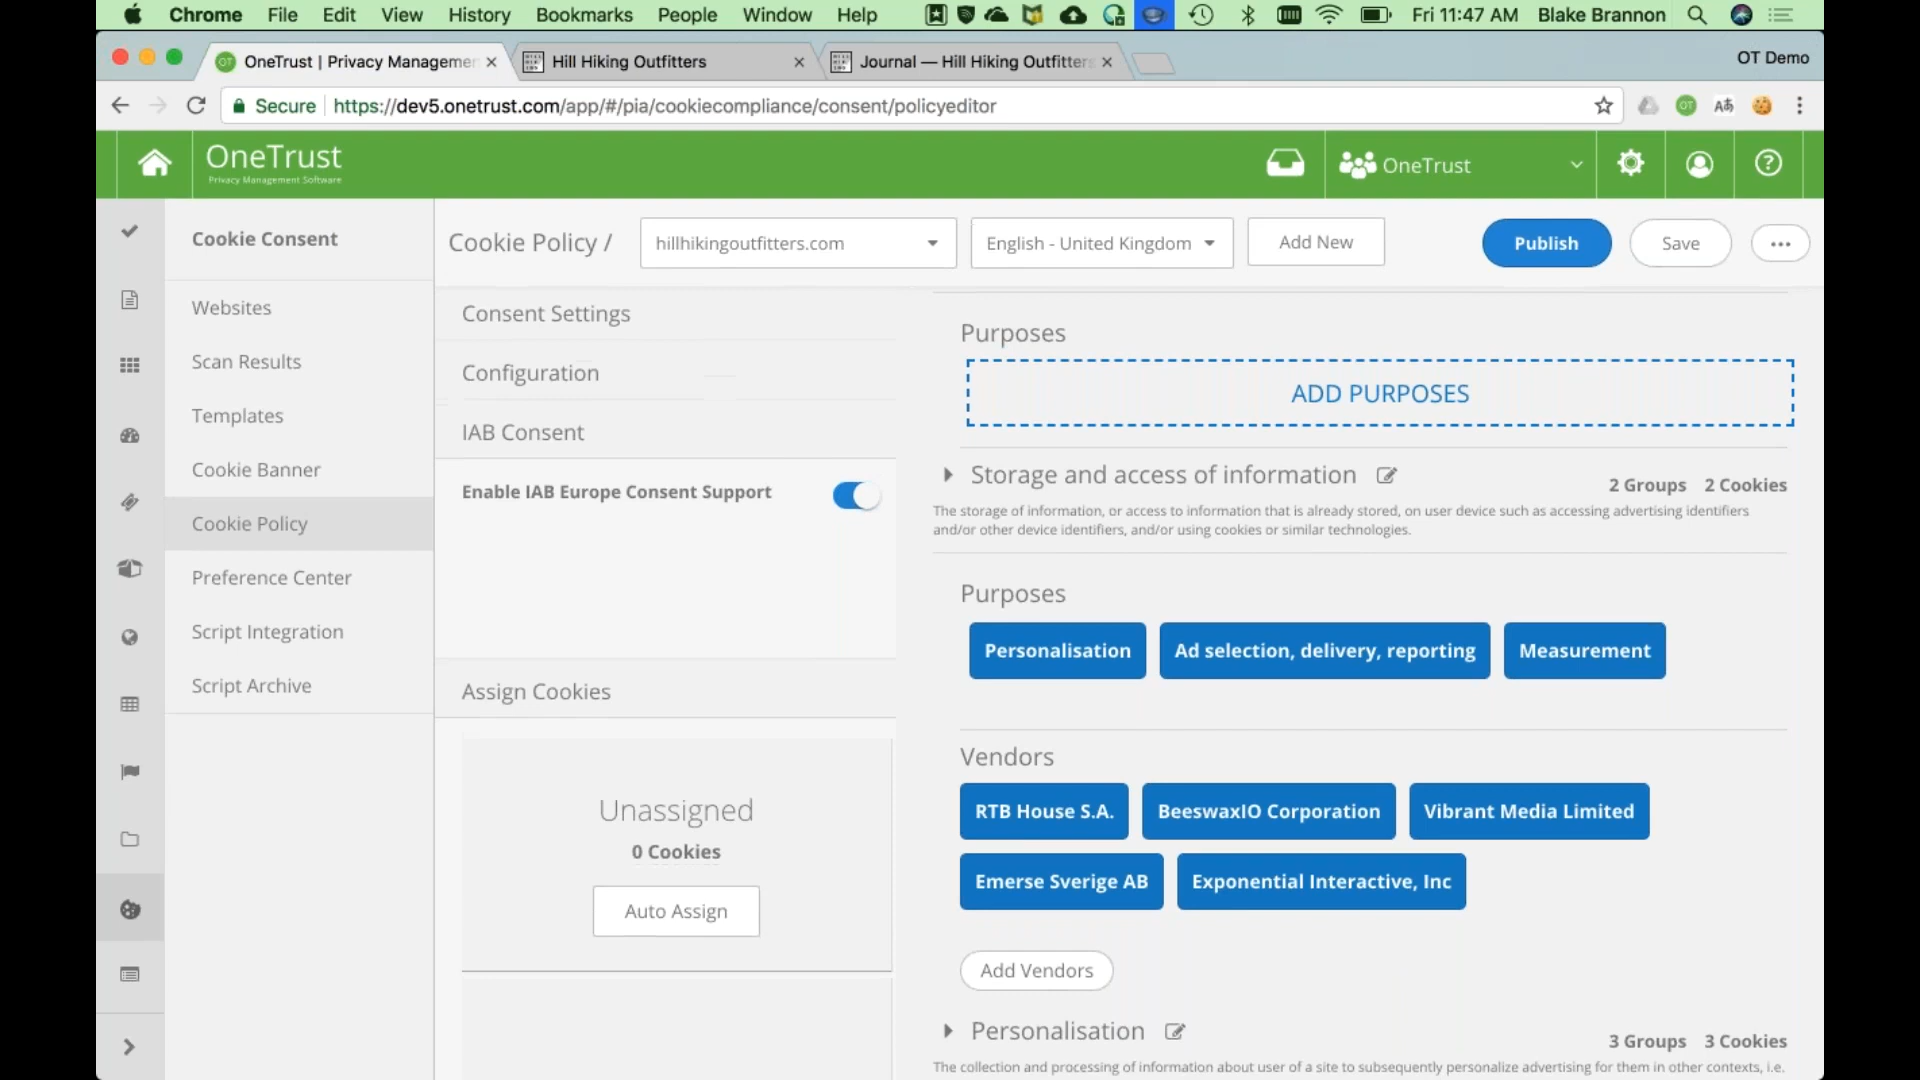 Chrome File Edit View History Bookmarks People Window Help Fri 11:47 AM Blake Brannon
OneTrust | Privacy Managemen Hill Hiking Outfitters Journal — Hill Hiking Outfitters OT Demo
Secure https://dev5.onetrust.com/app/#/pia/cookiecompliance/consent/policyeditor
OneTrust
Privacy Management Software
OneTrust
Cookie Consent
Websites
Scan Results
Templates
Cookie Banner
Cookie Policy
Preference Center
Script Integration
Script Archive
Cookie Policy / hillhikingoutfitters.com English - United Kingdom Add New Publish Save
Consent Settings
Configuration
IAB Consent
Enable IAB Europe Consent Support
Assign Cookies
Unassigned
0 Cookies
Auto Assign
Purposes
ADD PURPOSES
Storage and access of information 2 Groups 2 Cookies
The storage of information, or access to information that is already stored, on user device such as accessing advertising identifiers
and/or other device identifiers, and/or using cookies or similar technologies.
Purposes
Personalisation Ad selection, delivery, reporting Measurement
Vendors
RTB House S.A. BeeswaxIO Corporation Vibrant Media Limited
Emerse Sverige AB Exponential Interactive, Inc
Add Vendors
Personalisation 3 Groups 3 Cookies
The collection and processing of information about user of a site to subsequently personalize advertising for them in other contexts, i.e.